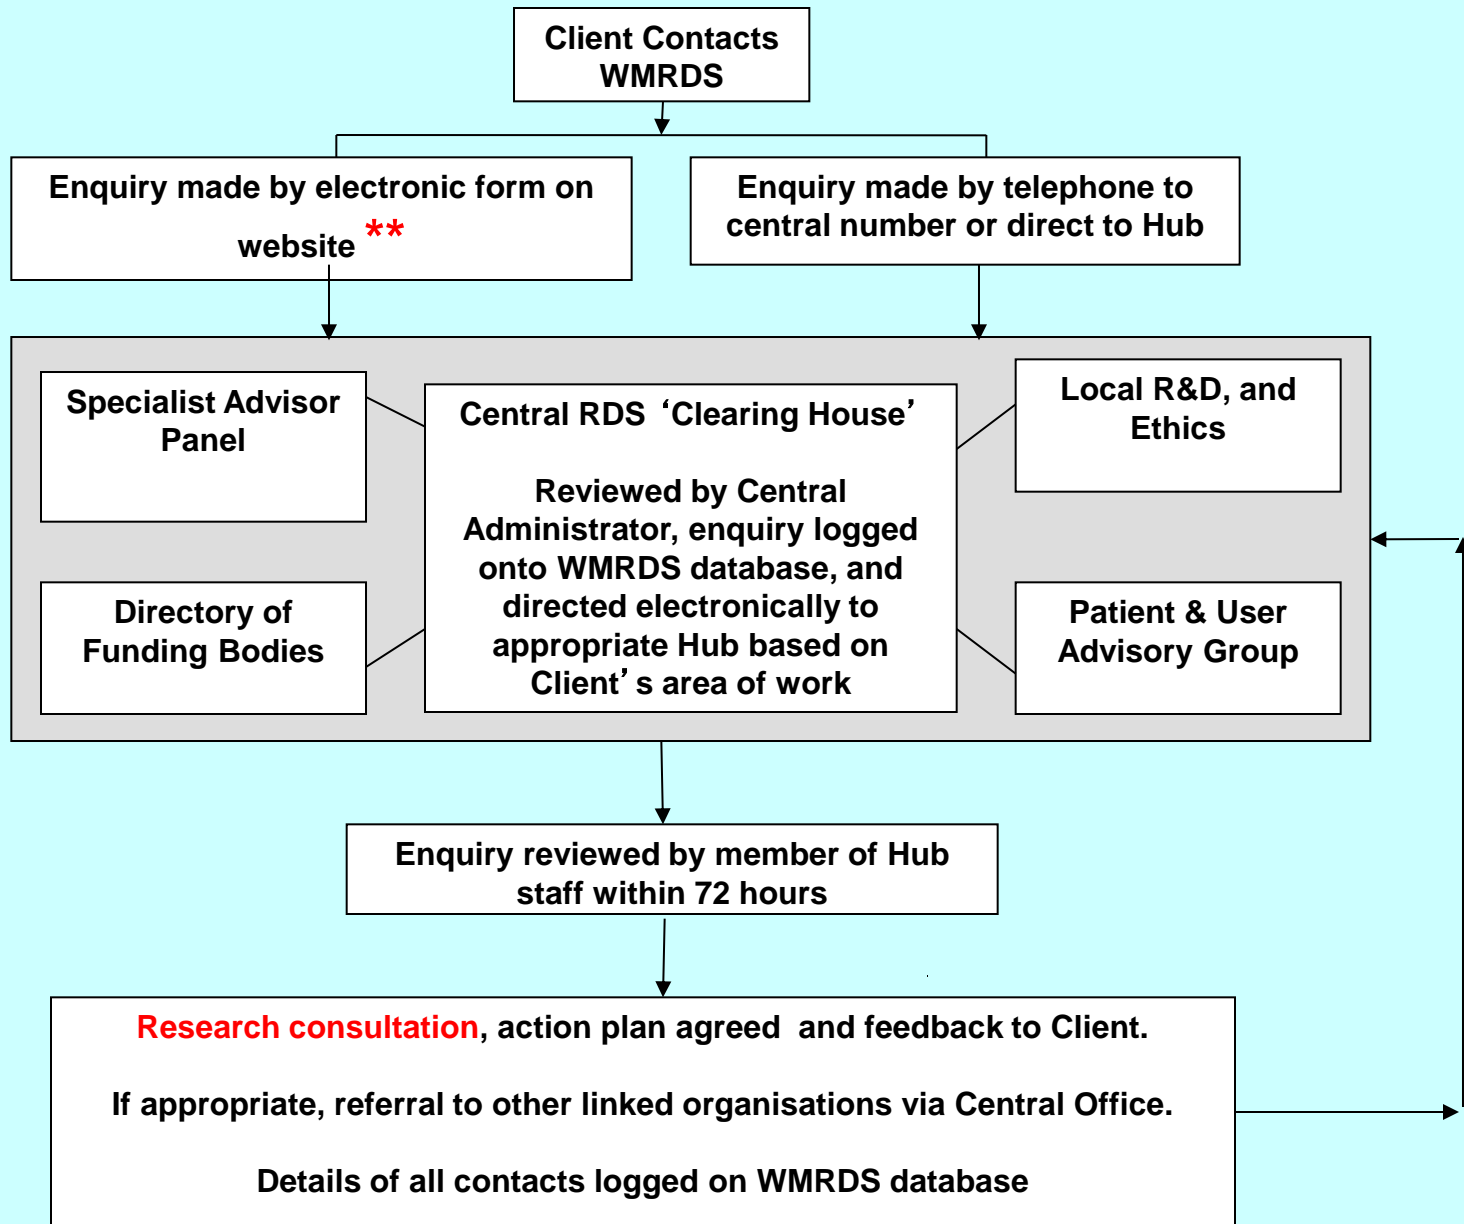 Client Contacts
WMRDS
Enquiry made by electronic form on
website **
Enquiry made by telephone to
central number or direct to Hub
Specialist Advisor
Panel
Central RDS ‘Clearing House’
Reviewed by Central
Administrator, enquiry logged
onto WMRDS database, and
directed electronically to
appropriate Hub based on
Client’s area of work
Local R&D, and
Ethics
Directory of
Funding Bodies
Patient & User
Advisory Group
Enquiry reviewed by member of Hub
staff within 72 hours
Research consultation, action plan agreed and feedback to Client.
If appropriate, referral to other linked organisations via Central Office.
Details of all contacts logged on WMRDS database